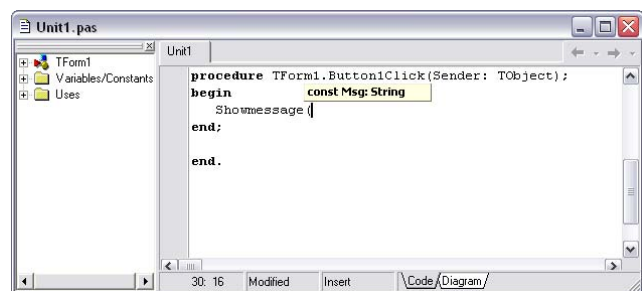 Unit1.pas
TForm1
Variables/Constants
Uses
Unit1
procedure TForm1.Button1Click(Sender: TObject);
begin
const Msg: String
Showmessage(
end;
end.
30: 16 Modified Insert Code Diagram